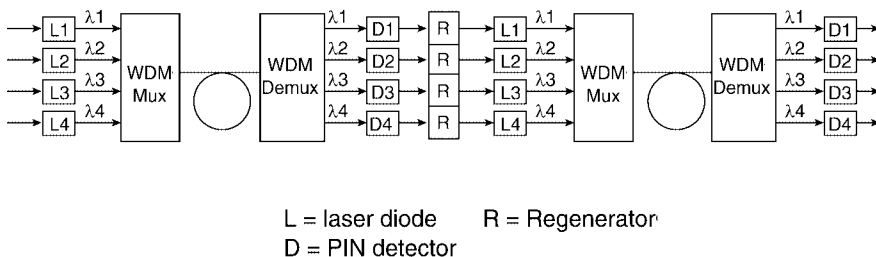 λ1 λ1 λ1 λ1
L1 D1 R L1 D1
λ2 λ2 λ2 λ2
L2 D2 R L2 D2
WDM Mux WDM Demux WDM Mux WDM Demux
λ3 λ3 λ3 λ3
L3 D3 R L3 D3
λ4 λ4 λ4 λ4
L4 D4 R L4 D4
L = laser diode R = Regenerator
D = PIN detector